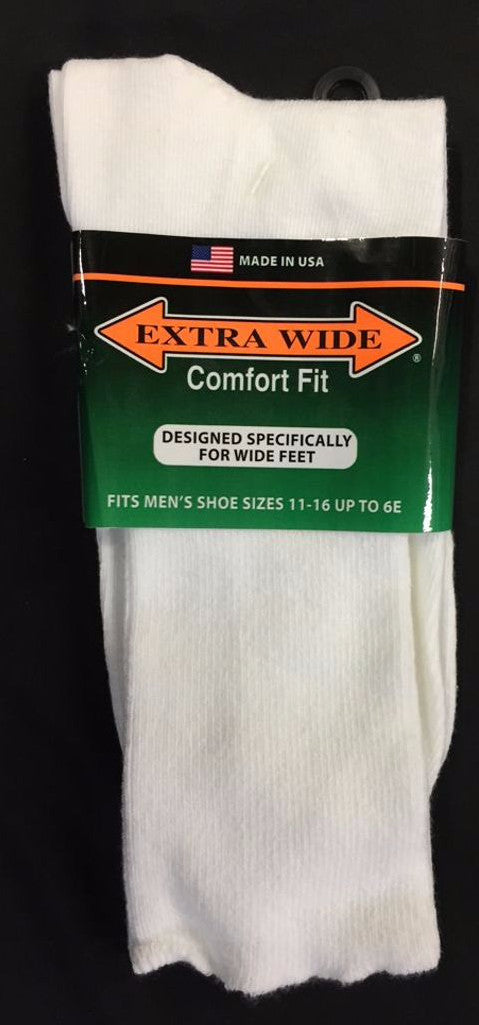 MADE IN USA
EXTRA WIDE
®
Comfort Fit
DESIGNED SPECIFICALLY
FOR WIDE FEET
FITS MEN'S SHOE SIZES 11-16 UP TO 6E